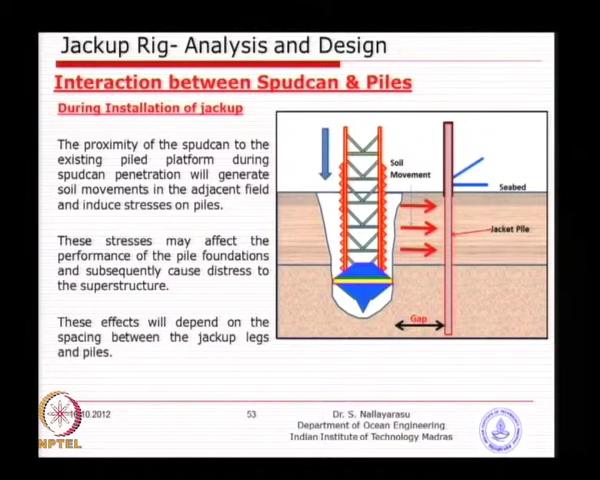 Jackup Rig- Analysis and Design
Interaction between Spudcan & Piles
During Installation of jackup
The proximity of the spudcan to the
existing piled platform during
spudcan penetration will generate
soil movements in the adjacent field
and induce stresses on piles.
These stresses may affect the
performance of the pile foundations
and subsequently cause distress to
the superstructure.
These effects will depend on the
spacing between the jackup legs
and piles.
Soil
Movement
Seabed
Jacket Pile
Gap
10.2012
53
Dr. S. Nallayarasu
Department of Ocean Engineering
Indian Institute of Technology Madras
NPTEL